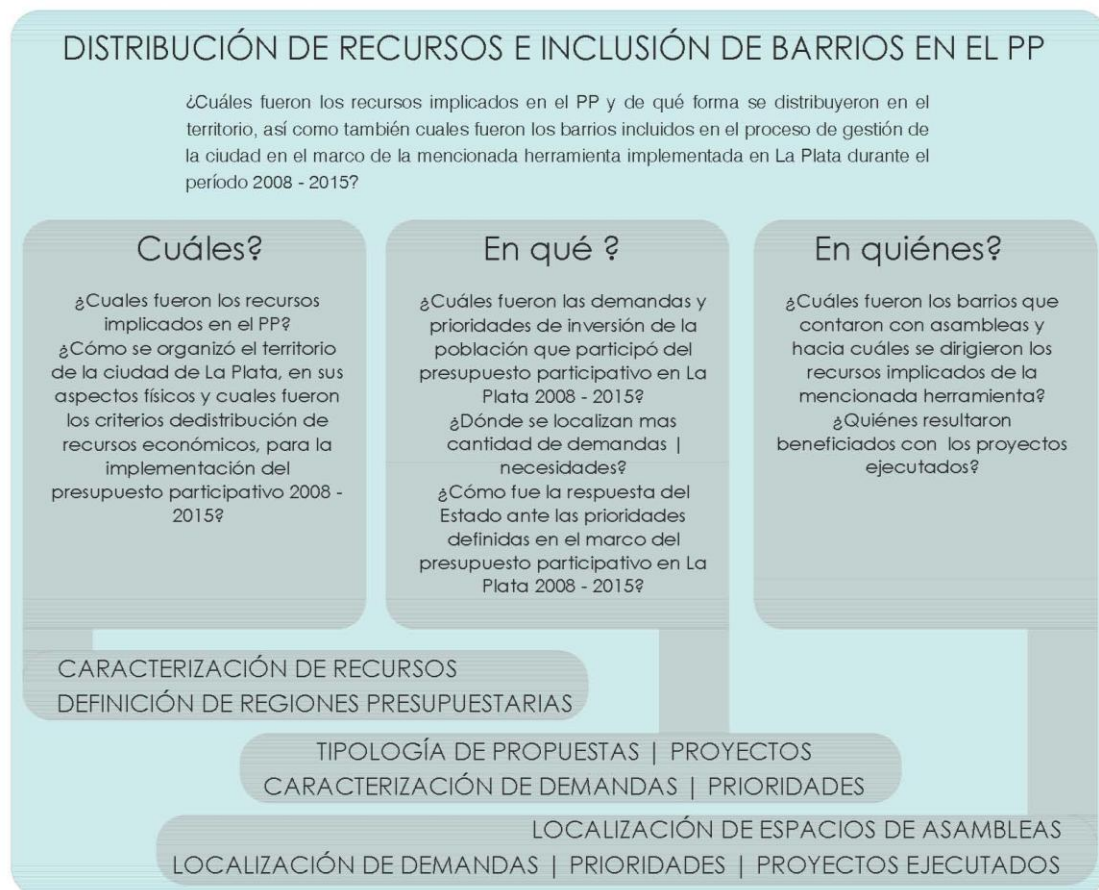 DISTRIBUCIÓN DE RECURSOS E INCLUSIÓN DE BARRIOS EN EL PP
¿Cuáles fueron los recursos implicados en el PP y de qué forma se distribuyeron en el
territorio, así como también cuales fueron los barrios incluidos en el proceso de gestión de
la ciudad en el marco de la mencionada herramienta implementada en La Plata durante el
período 2008 - 2015?
Cuáles?
¿Cuales fueron los recursos
implicados en el PP?
¿Cómo se organizó el territorio
de la ciudad de La Plata, en sus
aspectos físicos y cuales fueron
los criterios dedistribución de
recursos económicos, para la
implementación del
presupuesto participativo 2008 -
2015?
En qué ?
¿Cuáles fueron las demandas y
prioridades de inversión de la
población que participó del
presupuesto participativo en La
Plata 2008 - 2015?
¿Dónde se localizan mas
cantidad de demandas |
necesidades?
¿Cómo fue la respuesta del
Estado ante las prioridades
definidas en el marco del
presupuesto participativo en La
Plata 2008 - 2015?
En quiénes?
¿Cuáles fueron los barrios que
contaron con asambleas y
hacia cuáles se dirigieron los
recursos implicados de la
mencionada herramienta?
¿Quiénes resultaron
beneficiados con los proyectos
ejecutados?
CARACTERIZACIÓN DE RECURSOS
DEFINICIÓN DE REGIONES PRESUPUESTARIAS
TIPOLOGÍA DE PROPUESTAS | PROYECTOS
CARACTERIZACIÓN DE DEMANDAS | PRIORIDADES
LOCALIZACIÓN DE ESPACIOS DE ASAMBLEAS
LOCALIZACIÓN DE DEMANDAS | PRIORIDADES | PROYECTOS EJECUTADOS